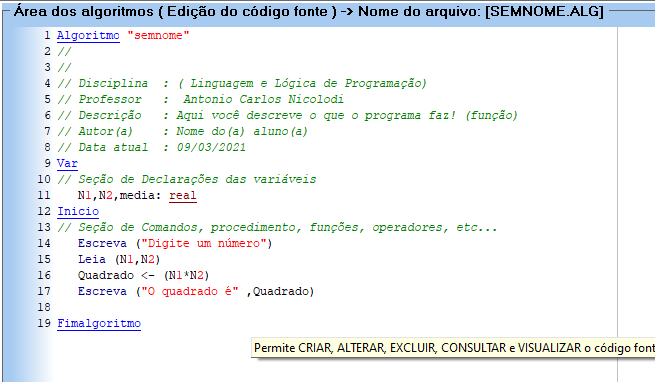 Área dos algoritmos ( Edição do código fonte ) -> Nome do arquivo: [SEMNOME.ALG]
1 Algoritmo "semnome"
2 //
3 //
4 // Disciplina : ( Linguagem e Lógica de Programação)
5 // Professor : Antonio Carlos Nicolodi
6 // Descrição : Aqui você descreve o que o programa faz! (função)
7 // Autor(a) : Nome do(a) aluno(a)
8 // Data atual : 09/03/2021
9 Var
10 // Seção de Declarações das variáveis
11 N1,N2,media: real
12 Inicio
13 // Seção de Comandos, procedimento, funções, operadores, etc...
14 Escreva ("Digite um número")
15 Leia (N1,N2)
16 Quadrado <- (N1*N2)
17 Escreva ("O quadrado é" ,Quadrado)
18
19 Fimalgoritmo
Permite CRIAR, ALTERAR, EXCLUIR, CONSULTAR e VISUALIZAR o código font